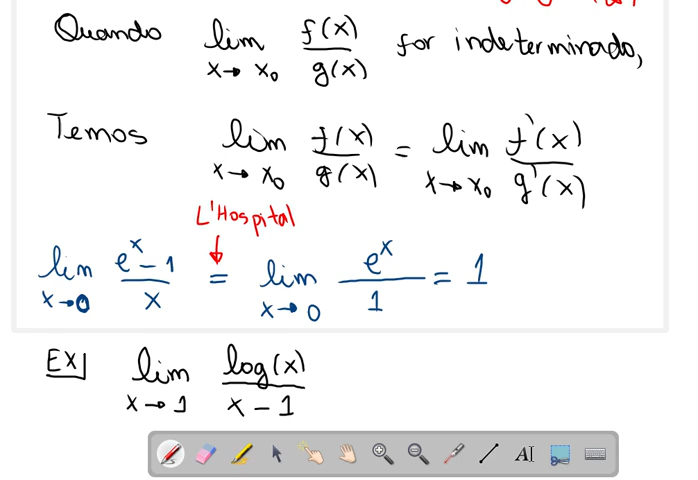 Quando lim x→x₀ f(x)/g(x) for indeterminado,
Temos lim x→x₀ f(x)/g(x) = lim x→x₀ f'(x)/g'(x)
L'Hospital
lim x→0 (eˣ-1)/x = lim x→0 eˣ/1 = 1
EX| lim x→1 log(x)/(x-1)
AI